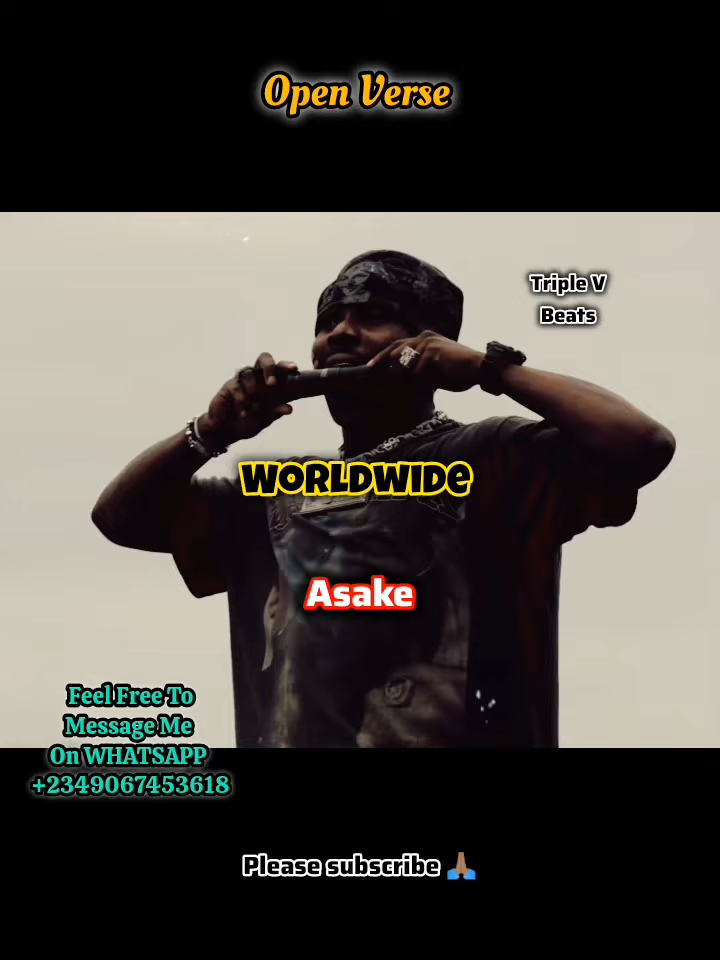 Open Verse
Triple V
Beats
WORLDWIDE
Asake
Feel Free To
Message Me
On WHATSAPP
+2349067453618
Please subscribe 🙏🏽